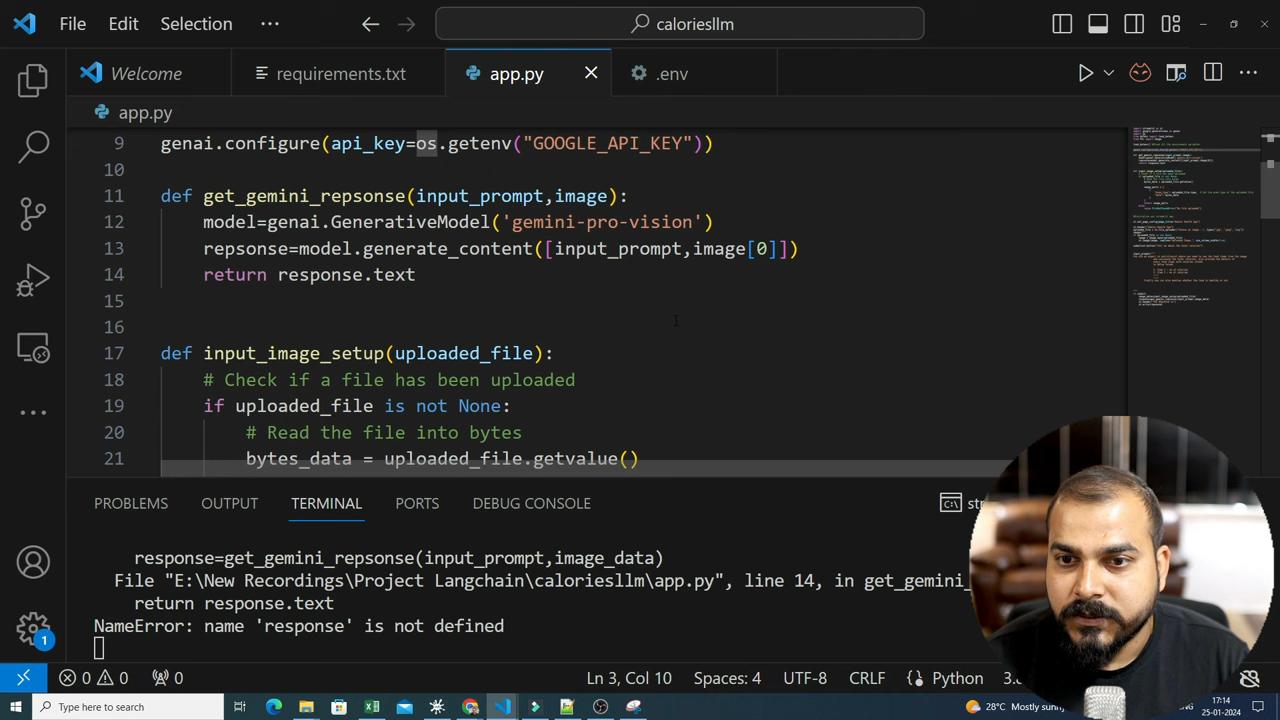 File Edit Selection ... caloriesllm
Welcome requirements.txt app.py .env
app.py
9 genai.configure(api_key=os.getenv("GOOGLE_API_KEY"))
10
11 def get_gemini_repsonse(input_prompt,image):
12 model=genai.GenerativeModel('gemini-pro-vision')
13 repsonse=model.generate_content([input_prompt,image[0]])
14 return response.text
15
16
17 def input_image_setup(uploaded_file):
18 # Check if a file has been uploaded
19 if uploaded_file is not None:
20 # Read the file into bytes
21 bytes_data = uploaded_file.getvalue()
PROBLEMS OUTPUT TERMINAL PORTS DEBUG CONSOLE
response=get_gemini_repsonse(input_prompt,image_data)
File "E:\New Recordings\Project Langchain\caloriesllm\app.py", line 14, in get_gemini_
return response.text
NameError: name 'response' is not defined
1
0 0 0 Ln 3, Col 10 Spaces: 4 UTF-8 CRLF {} Python
Type here to search 28°C Mostly sunny 17:14
25-01-2024